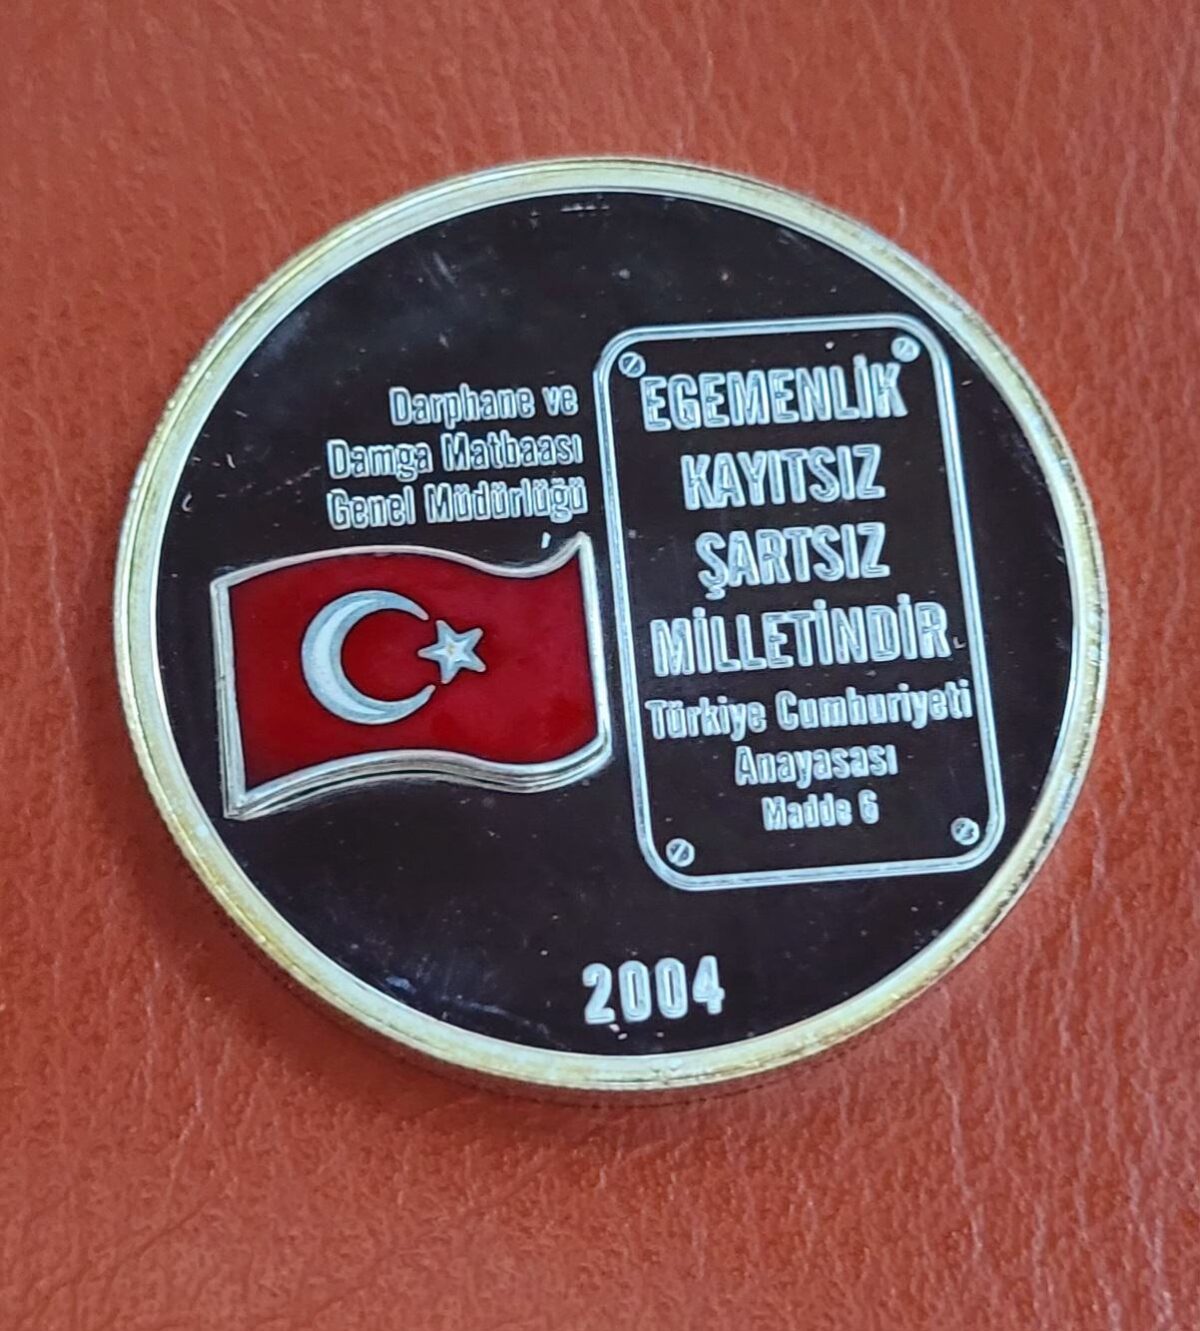 Darphane ve
Damga Matbaası
Genel Müdürlüğü
EGEMENLİK
KAYITSIZ
ŞARTSIZ
MİLLETİNDİR
Türkiye Cumhuriyeti
Anayasası
Madde 6
2004